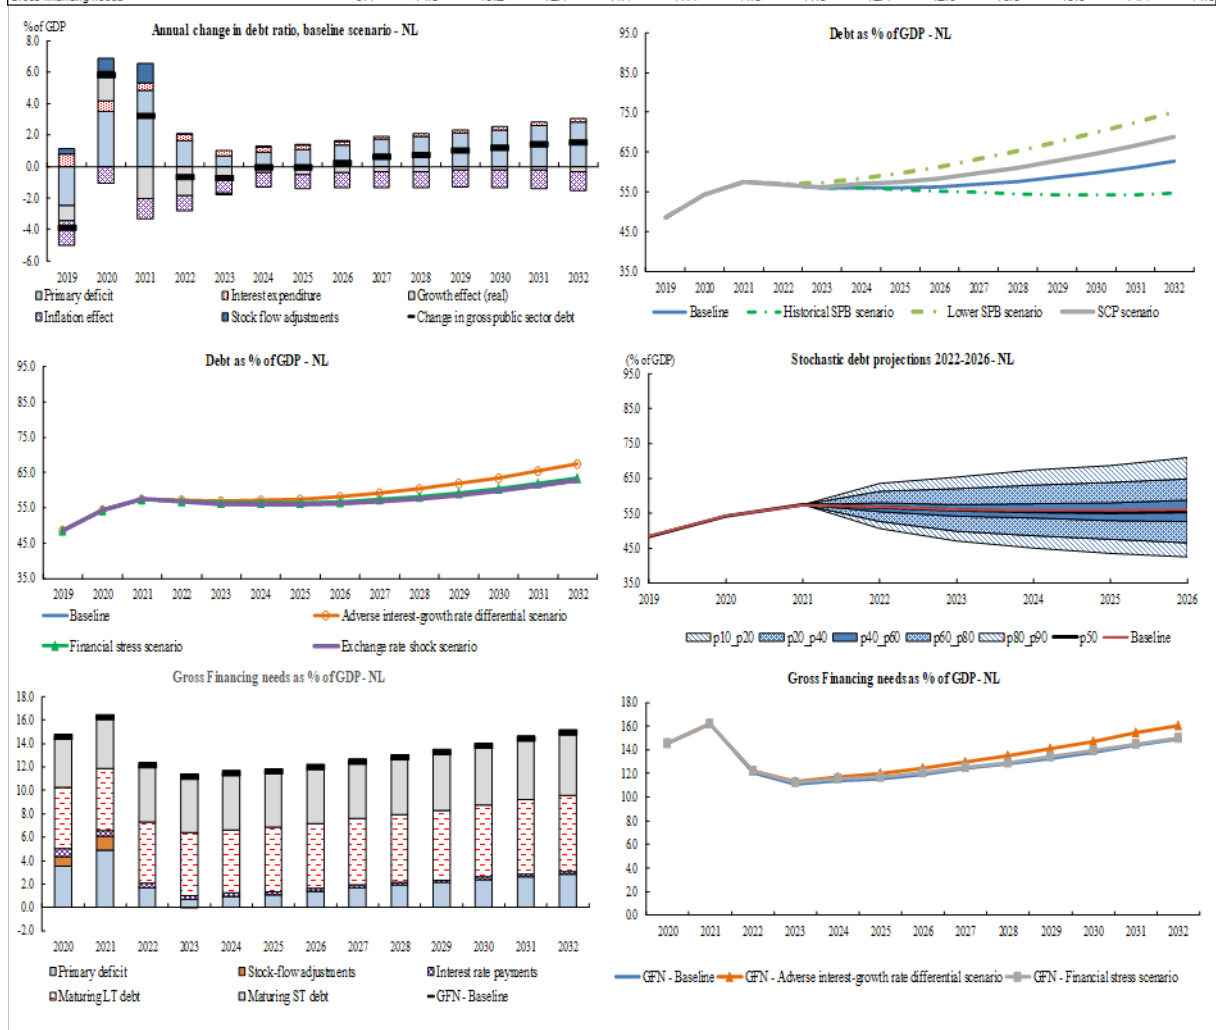 % of GDP
Annual change in debt ratio, baseline scenario - NL
8.0
6.0
4.0
2.0
0.0
-2.0
-4.0
-6.0
2019 2020 2021 2022 2023 2024 2025 2026 2027 2028 2029 2030 2031 2032
Primary deficit Interest expenditure Growth effect (real)
Inflation effect Stock flow adjustments Change in gross public sector debt
Debt as % of GDP - NL
95.0
85.0
75.0
65.0
55.0
45.0
35.0
2019 2020 2021 2022 2023 2024 2025 2026 2027 2028 2029 2030 2031 2032
Baseline Historical SPB scenario Lower SPB scenario SCP scenario
Debt as % of GDP - NL
95.0
85.0
75.0
65.0
55.0
45.0
35.0
2019 2020 2021 2022 2023 2024 2025 2026 2027 2028 2029 2030 2031 2032
Baseline Adverse interest-growth rate differential scenario
Financial stress scenario Exchange rate shock scenario
(% of GDP)
Stochastic debt projections 2022-2026 - NL
95.0
85.0
75.0
65.0
55.0
45.0
35.0
2019 2020 2021 2022 2023 2024 2025 2026
p10_p20 p20_p40 p40_p60 p60_p80 p80_p90 p50 Baseline
Gross Financing needs as % of GDP - NL
18.0
16.0
14.0
12.0
10.0
8.0
6.0
4.0
2.0
0.0
-2.0
2020 2021 2022 2023 2024 2025 2026 2027 2028 2029 2030 2031 2032
Primary deficit Stock-flow adjustments Interest rate payments
Maturing LT debt Maturing ST debt GFN - Baseline
Gross Financing needs as % of GDP - NL
18.0
16.0
14.0
12.0
10.0
8.0
6.0
4.0
2.0
0.0
2020 2021 2022 2023 2024 2025 2026 2027 2028 2029 2030 2031 2032
GFN - Baseline GFN - Adverse interest-growth rate differential scenario GFN - Financial stress scenario